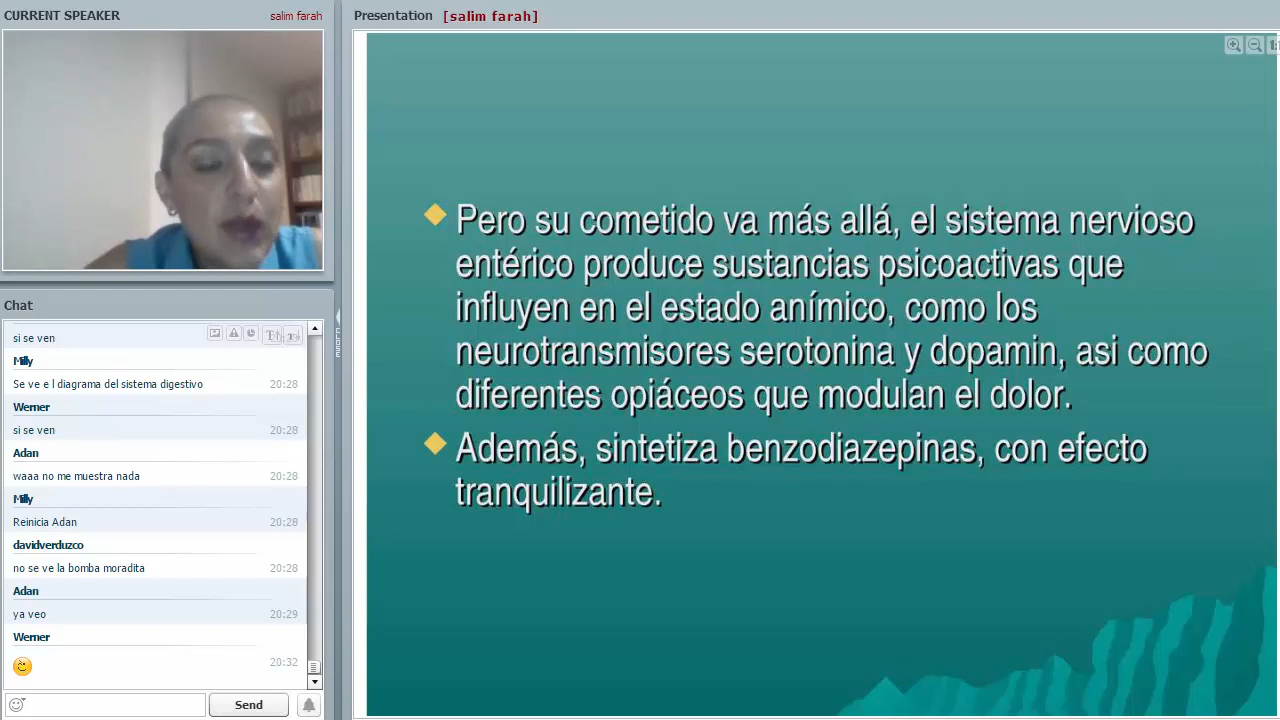 CURRENT SPEAKER
salim farah
Presentation
[salim farah]
Chat
si se ven
Milly
Se ve e l diagrama del sistema digestivo 20:28
Werner
si se ven 20:28
Adan
waaa no me muestra nada 20:28
Milly
Reinicia Adan 20:28
davidverduzco
no se ve la bomba moradita 20:28
Adan
ya veo 20:29
Werner
20:32
Send
Pero su cometido va más allá, el sistema nervioso
entérico produce sustancias psicoactivas que
influyen en el estado anímico, como los
neurotransmisores serotonina y dopamin, asi como
diferentes opiáceos que modulan el dolor.
Además, sintetiza benzodiazepinas, con efecto
tranquilizante.